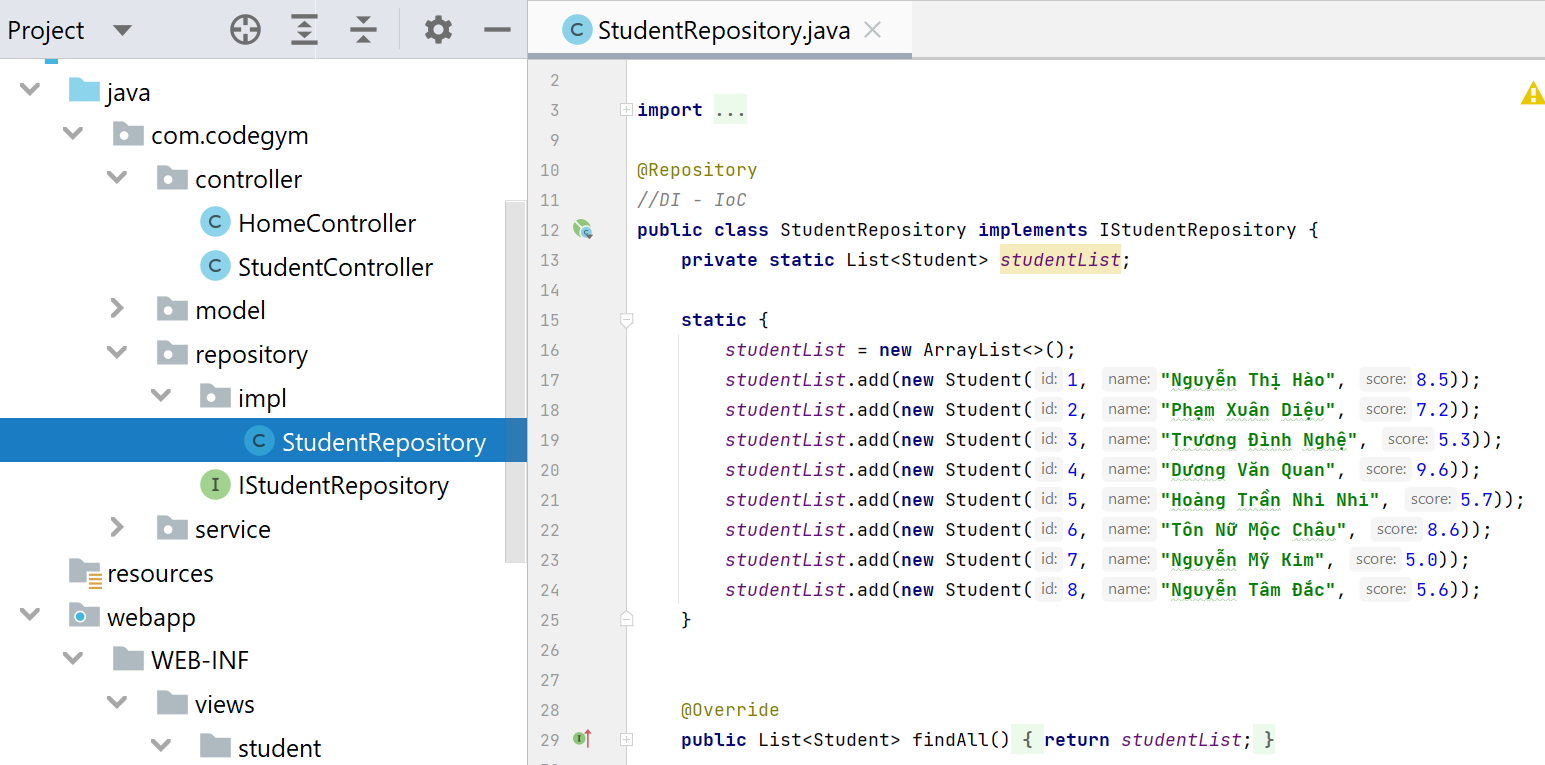 Project
java
com.codegym
controller
C HomeController
C StudentController
model
repository
impl
C StudentRepository
I IStudentRepository
service
resources
webapp
WEB-INF
views
student
C StudentRepository.java
2
3 import ...
9
10 @Repository
11 //DI - IoC
12 public class StudentRepository implements IStudentRepository {
13 private static List<Student> studentList;
14
15 static {
16 studentList = new ArrayList<>();
17 studentList.add(new Student( id: 1, name: "Nguyễn Thị Hào", score: 8.5));
18 studentList.add(new Student( id: 2, name: "Phạm Xuân Diệu", score: 7.2));
19 studentList.add(new Student( id: 3, name: "Trương Đình Nghệ", score: 5.3));
20 studentList.add(new Student( id: 4, name: "Dương Văn Quan", score: 9.6));
21 studentList.add(new Student( id: 5, name: "Hoàng Trần Nhi Nhi", score: 5.7));
22 studentList.add(new Student( id: 6, name: "Tôn Nữ Mộc Châu", score: 8.6));
23 studentList.add(new Student( id: 7, name: "Nguyễn Mỹ Kim", score: 5.0));
24 studentList.add(new Student( id: 8, name: "Nguyễn Tâm Đắc", score: 5.6));
25 }
26
27
28 @Override
29 public List<Student> findAll() { return studentList; }